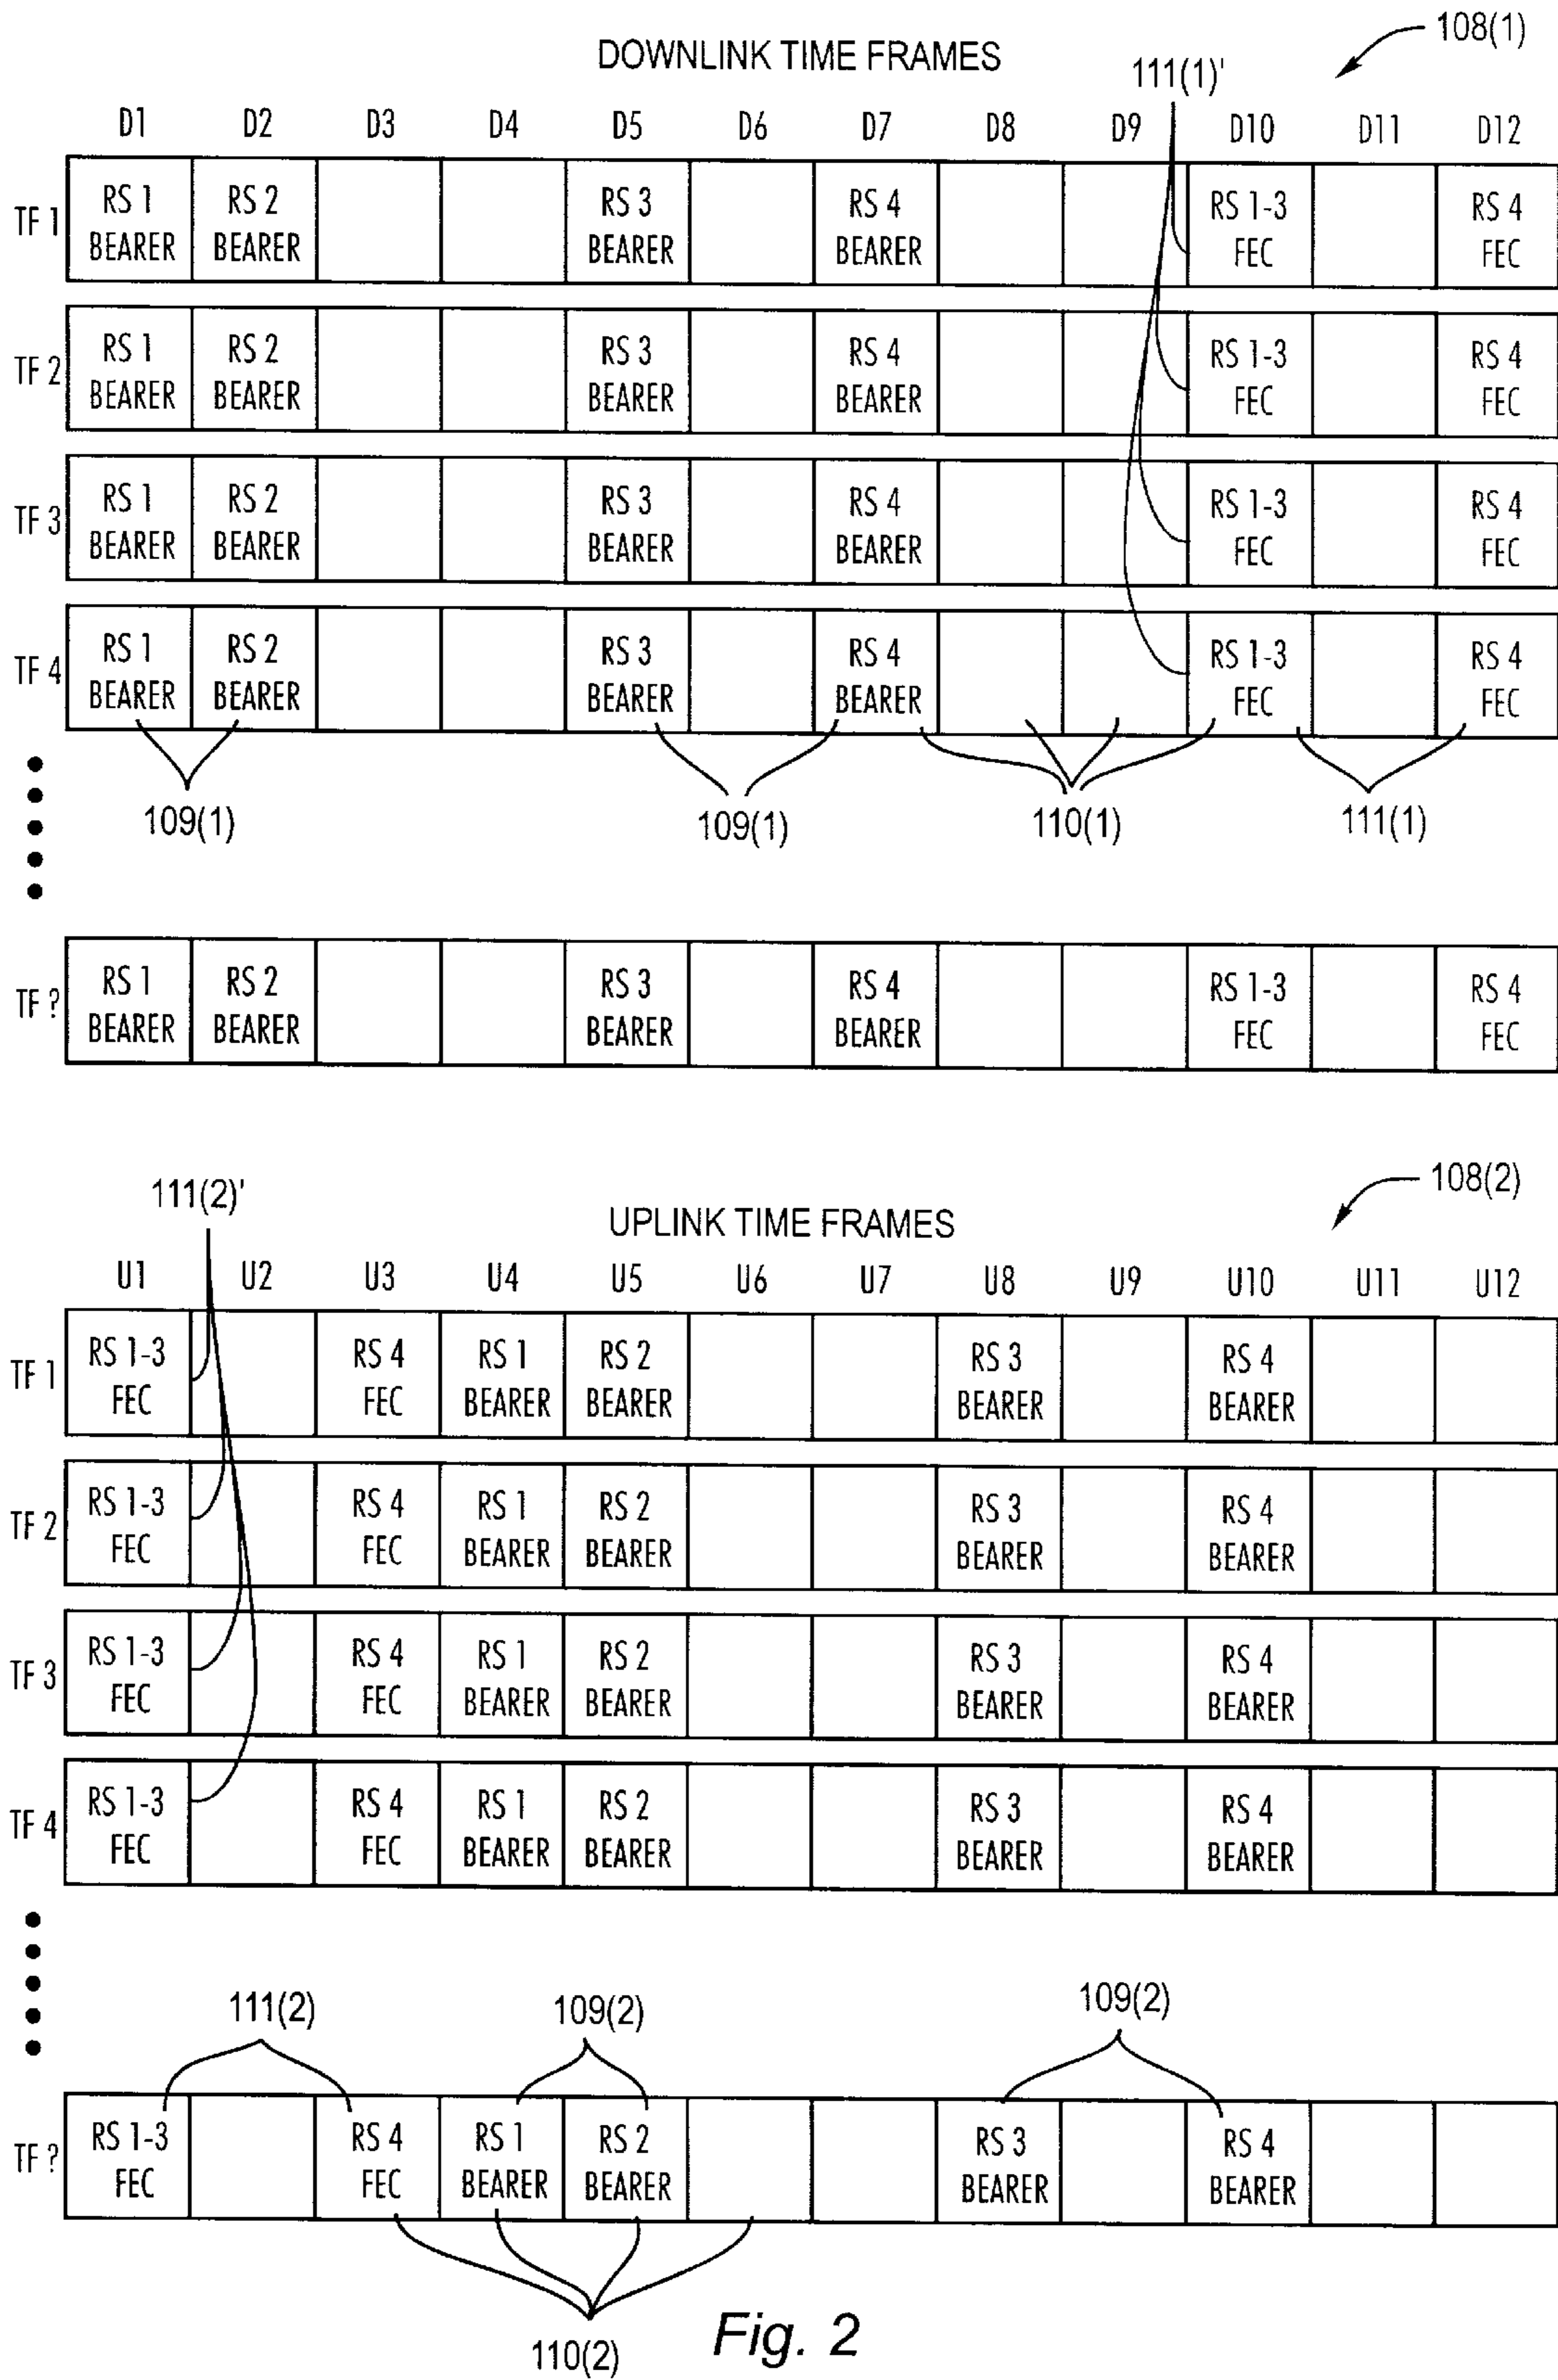 108(1)
DOWNLINK TIME FRAMES
111(1)'
D1 D2 D3 D4 D5 D6 D7 D8 D9 D10 D11 D12
TF 1
RS 1 RS 2 RS 3 RS 4 RS 1-3 RS 4
BEARER BEARER BEARER BEARER FEC FEC
TF 2
RS 1 RS 2 RS 3 RS 4 RS 1-3 RS 4
BEARER BEARER BEARER BEARER FEC FEC
TF 3
RS 1 RS 2 RS 3 RS 4 RS 1-3 RS 4
BEARER BEARER BEARER BEARER FEC FEC
TF 4
RS 1 RS 2 RS 3 RS 4 RS 1-3 RS 4
BEARER BEARER BEARER BEARER FEC FEC
109(1) 109(1) 110(1) 111(1)
TF ?
RS 1 RS 2 RS 3 RS 4 RS 1-3 RS 4
BEARER BEARER BEARER BEARER FEC FEC
108(2)
111(2)'
UPLINK TIME FRAMES
U1 U2 U3 U4 U5 U6 U7 U8 U9 U10 U11 U12
TF 1
RS 1-3 RS 4 RS 1 RS 2 RS 3 RS 4
FEC FEC BEARER BEARER BEARER BEARER
TF 2
RS 1-3 RS 4 RS 1 RS 2 RS 3 RS 4
FEC FEC BEARER BEARER BEARER BEARER
TF 3
RS 1-3 RS 4 RS 1 RS 2 RS 3 RS 4
FEC FEC BEARER BEARER BEARER BEARER
TF 4
RS 1-3 RS 4 RS 1 RS 2 RS 3 RS 4
FEC FEC BEARER BEARER BEARER BEARER
111(2) 109(2) 109(2)
TF ?
RS 1-3 RS 4 RS 1 RS 2 RS 3 RS 4
FEC FEC BEARER BEARER BEARER BEARER
110(2)
Fig. 2